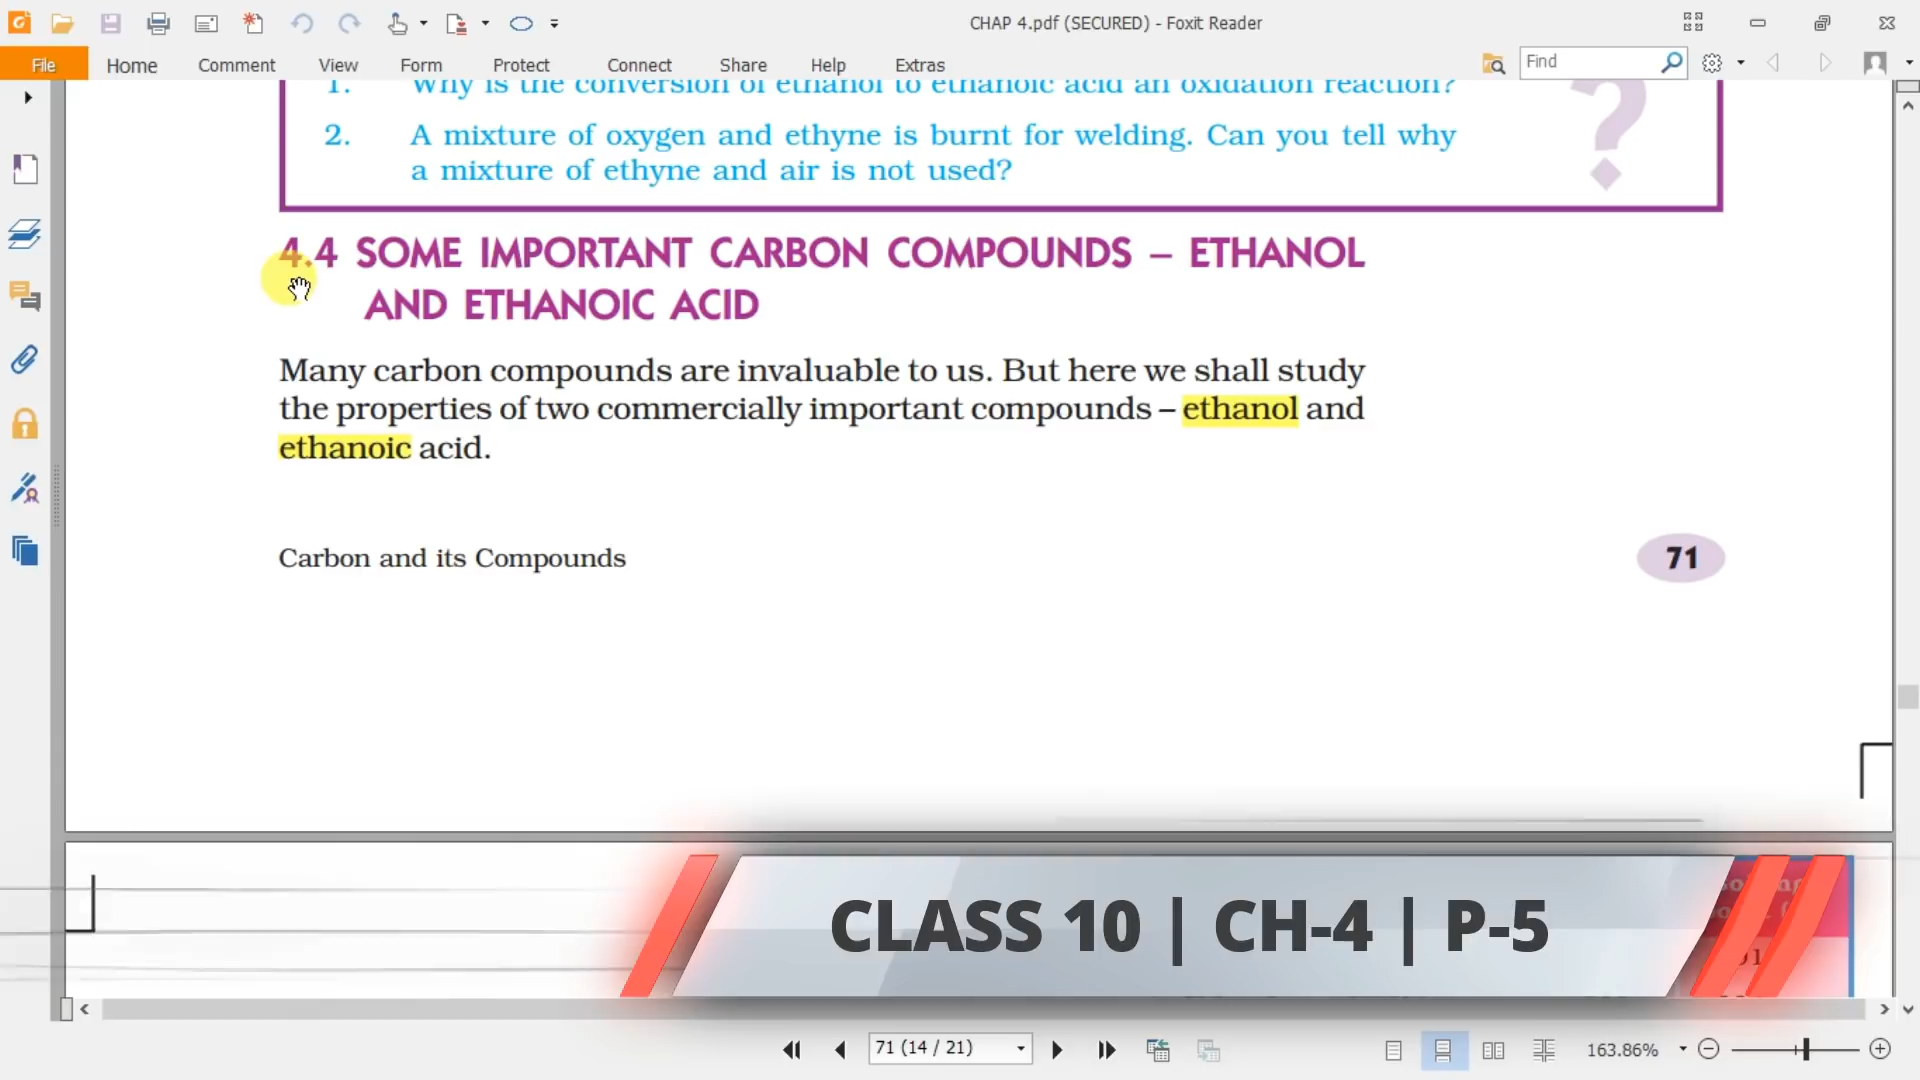 CHAP 4.pdf (SECURED) - Foxit Reader
File Home Comment View Form Protect Connect Share Help Extras Find
1. Why is the conversion of ethanol to ethanoic acid an oxidation reaction?
2. A mixture of oxygen and ethyne is burnt for welding. Can you tell why
a mixture of ethyne and air is not used?
?
4.4 SOME IMPORTANT CARBON COMPOUNDS – ETHANOL
AND ETHANOIC ACID
Many carbon compounds are invaluable to us. But here we shall study
the properties of two commercially important compounds – ethanol and
ethanoic acid.
Carbon and its Compounds 71
CLASS 10 | CH-4 | P-5
71 (14 / 21) 163.86%